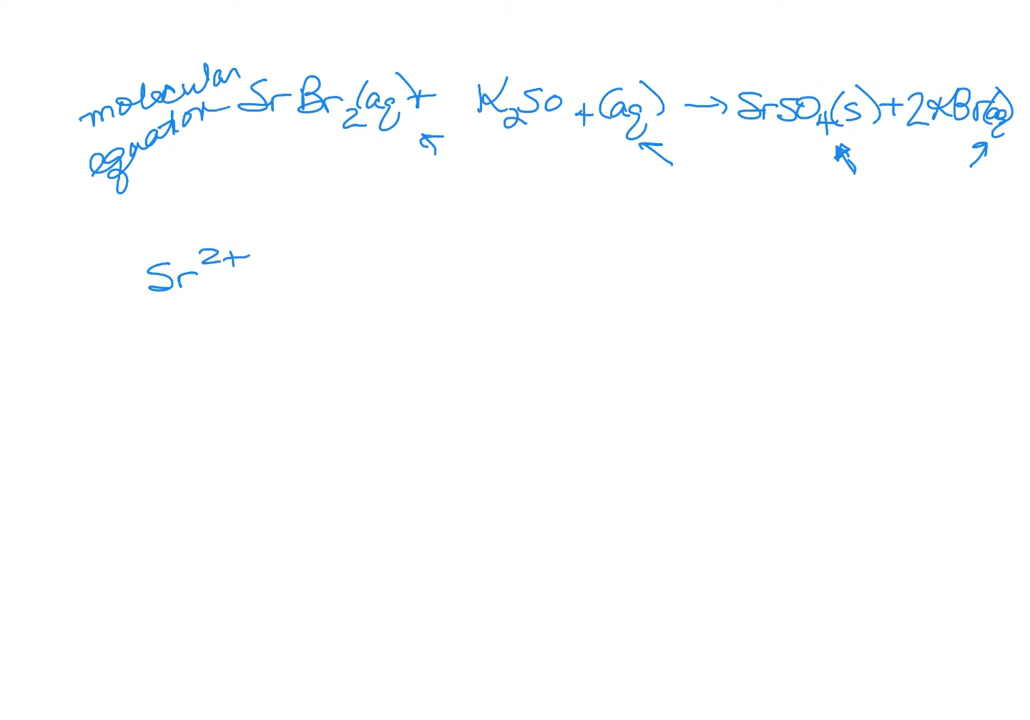 molecular equation SrBr₂(aq) + K₂SO₄(aq) → SrSO₄(s) + 2KBr(aq)
Sr²⁺